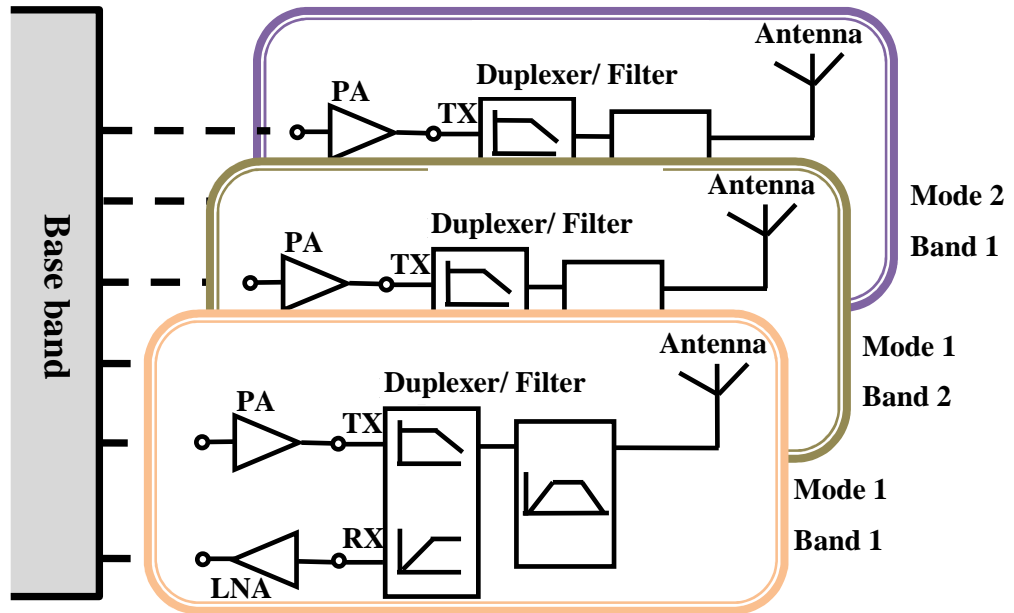 Base band
Antenna
Duplexer/ Filter
PA
TX
Mode 2
Band 1
Antenna
Duplexer/ Filter
PA
TX
Mode 1
Band 2
Antenna
Duplexer/ Filter
PA
TX
RX
LNA
Mode 1
Band 1